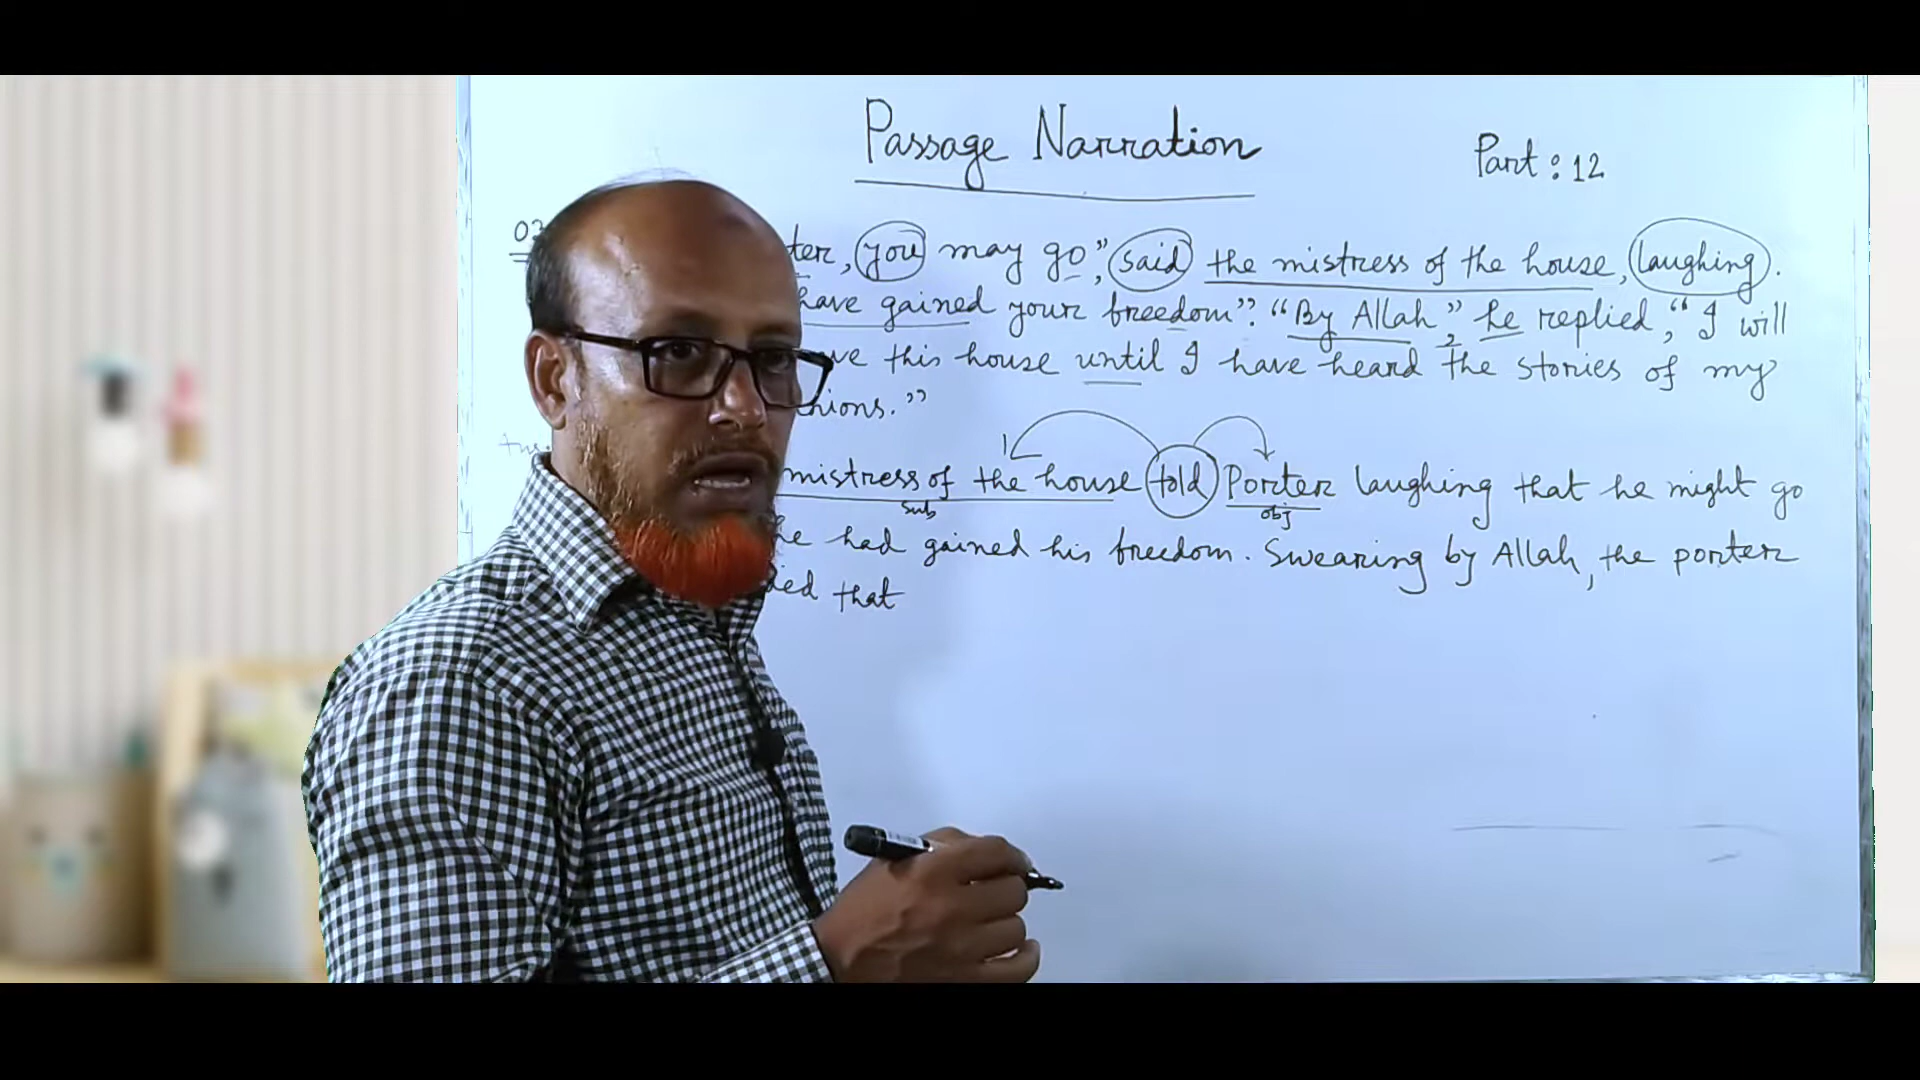 Passage Narration
Part: 12
ter, you may go", said the mistress of the house, laughing.
have gained your freedom". "By Allah", he replied, "I will
ve this house until I have heard the stories of my
nions."
mistress of the house told Porter laughing that he might go
sub obj
he had gained his freedom. Swearing by Allah, the porter
ied that